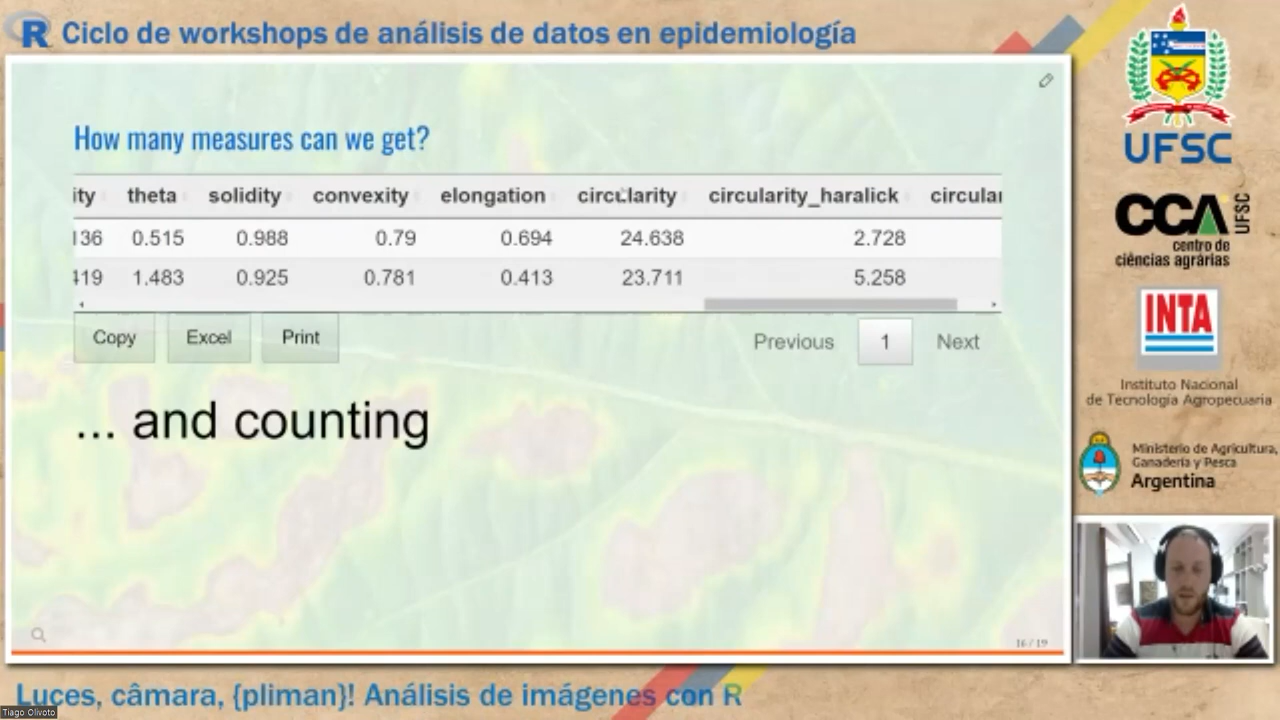 R Ciclo de workshops de análisis de datos en epidemiología
How many measures can we get?
ity theta solidity convexity elongation circularity circularity_haralick circular
136 0.515 0.988 0.79 0.694 24.638 2.728
419 1.483 0.925 0.781 0.413 23.711 5.258
Copy Excel Print Previous 1 Next
... and counting
16 / 19
UFSC
CCA UFSC
centro de
ciências agrárias
INTA
Instituto Nacional
de Tecnología Agropecuaria
Ministerio de Agricultura,
Ganadería y Pesca
Argentina
Luces, câmara, {pliman}! Análisis de imágenes con R
Tiago Olivoto